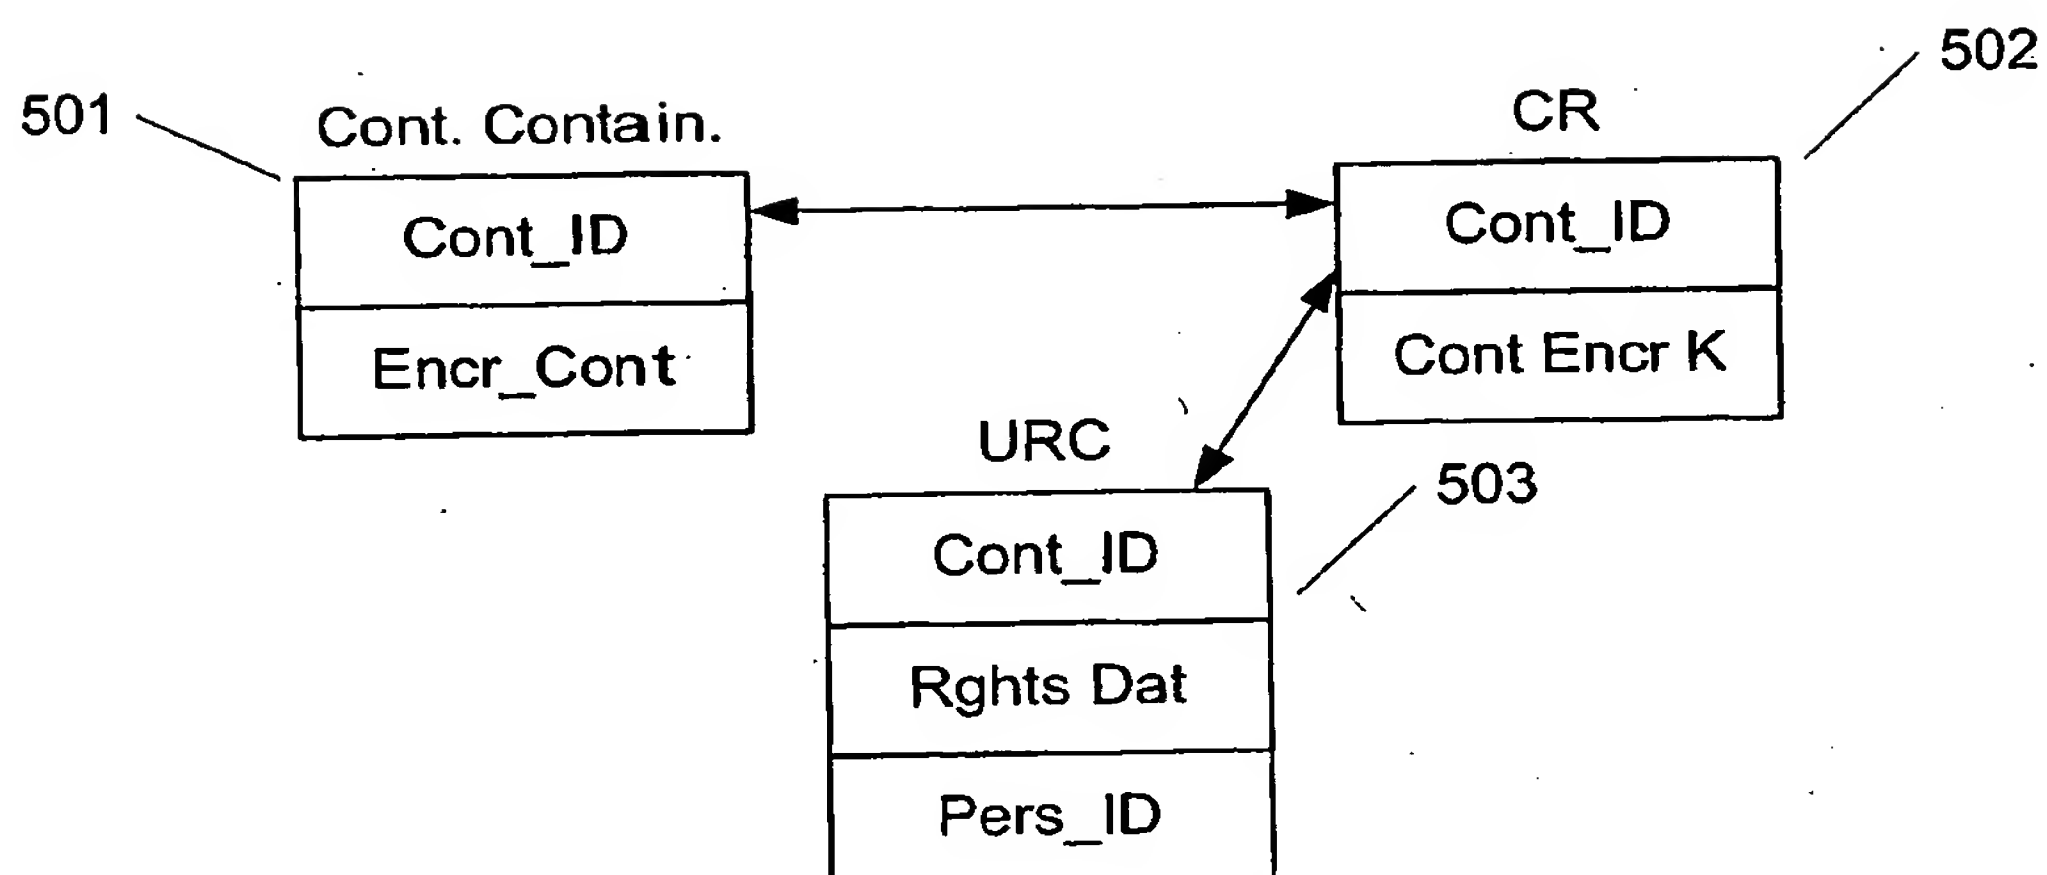 501
Cont. Contain.
Cont_ID
Encr_Cont
502
CR
Cont_ID
Cont Encr K
503
URC
Cont_ID
Rghts Dat
Pers_ID